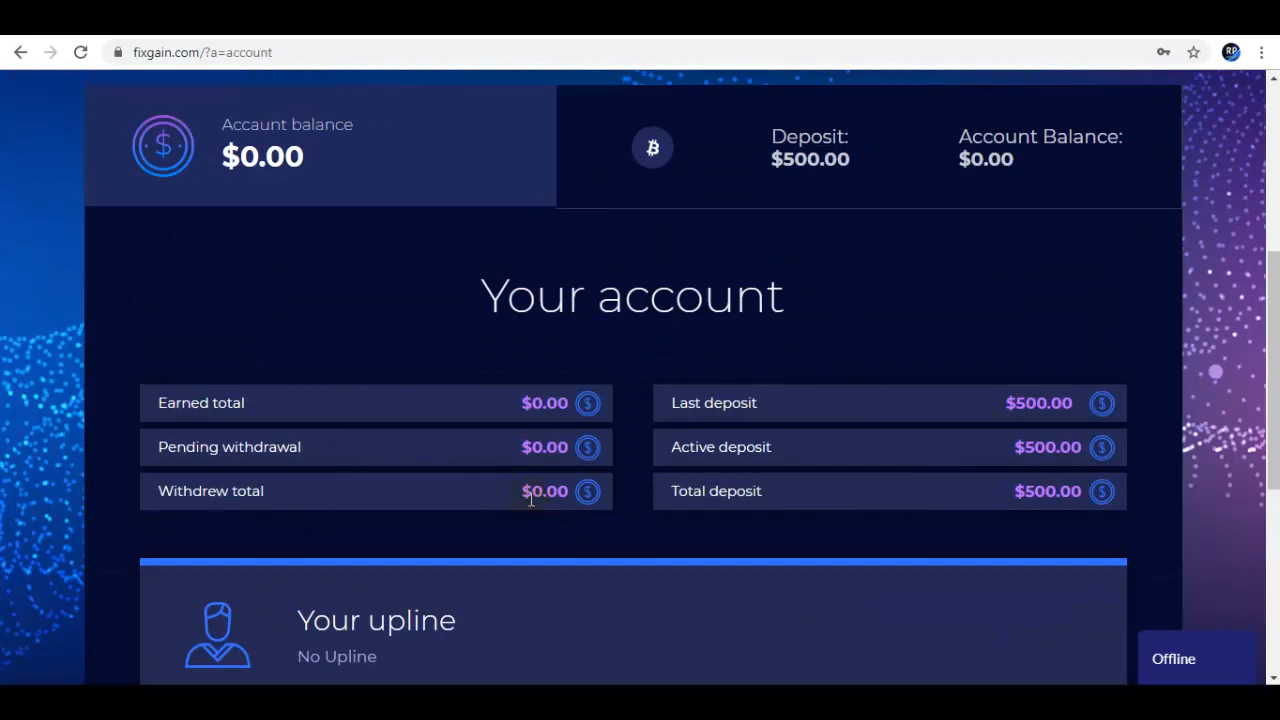 fixgain.com/?a=account
RP
Accaunt balance
$0.00
Deposit:
$500.00
Account Balance:
$0.00
Your account
Earned total $0.00
Last deposit $500.00
Pending withdrawal $0.00
Active deposit $500.00
Withdrew total $0.00
Total deposit $500.00
Your upline
No Upline
Offline